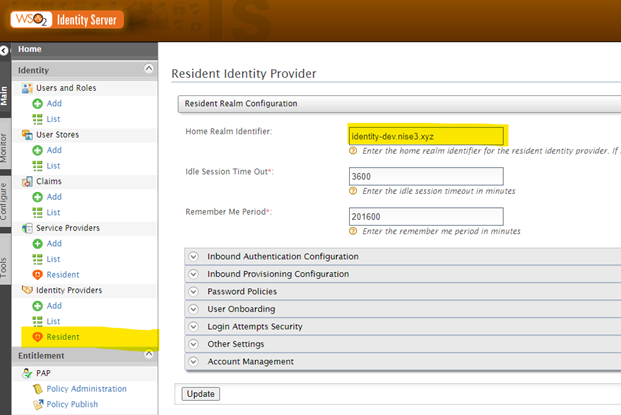 WSO2 Identity Server
Home
Identity
Users and Roles
Add
List
User Stores
Add
List
Claims
Add
List
Service Providers
Add
List
Resident
Identity Providers
Add
List
Resident
Entitlement
PAP
Policy Administration
Policy Publish
Main
Monitor
Configure
Tools
Resident Identity Provider
Resident Realm Configuration
Home Realm Identifier:
identity-dev.nise3.xyz
Enter the home realm identifier for the resident identity provider. If
Idle Session Time Out*:
3600
Enter the idle session timeout in minutes
Remember Me Period*:
201600
Enter the remember me period in minutes
Inbound Authentication Configuration
Inbound Provisioning Configuration
Password Policies
User Onboarding
Login Attempts Security
Other Settings
Account Management
Update